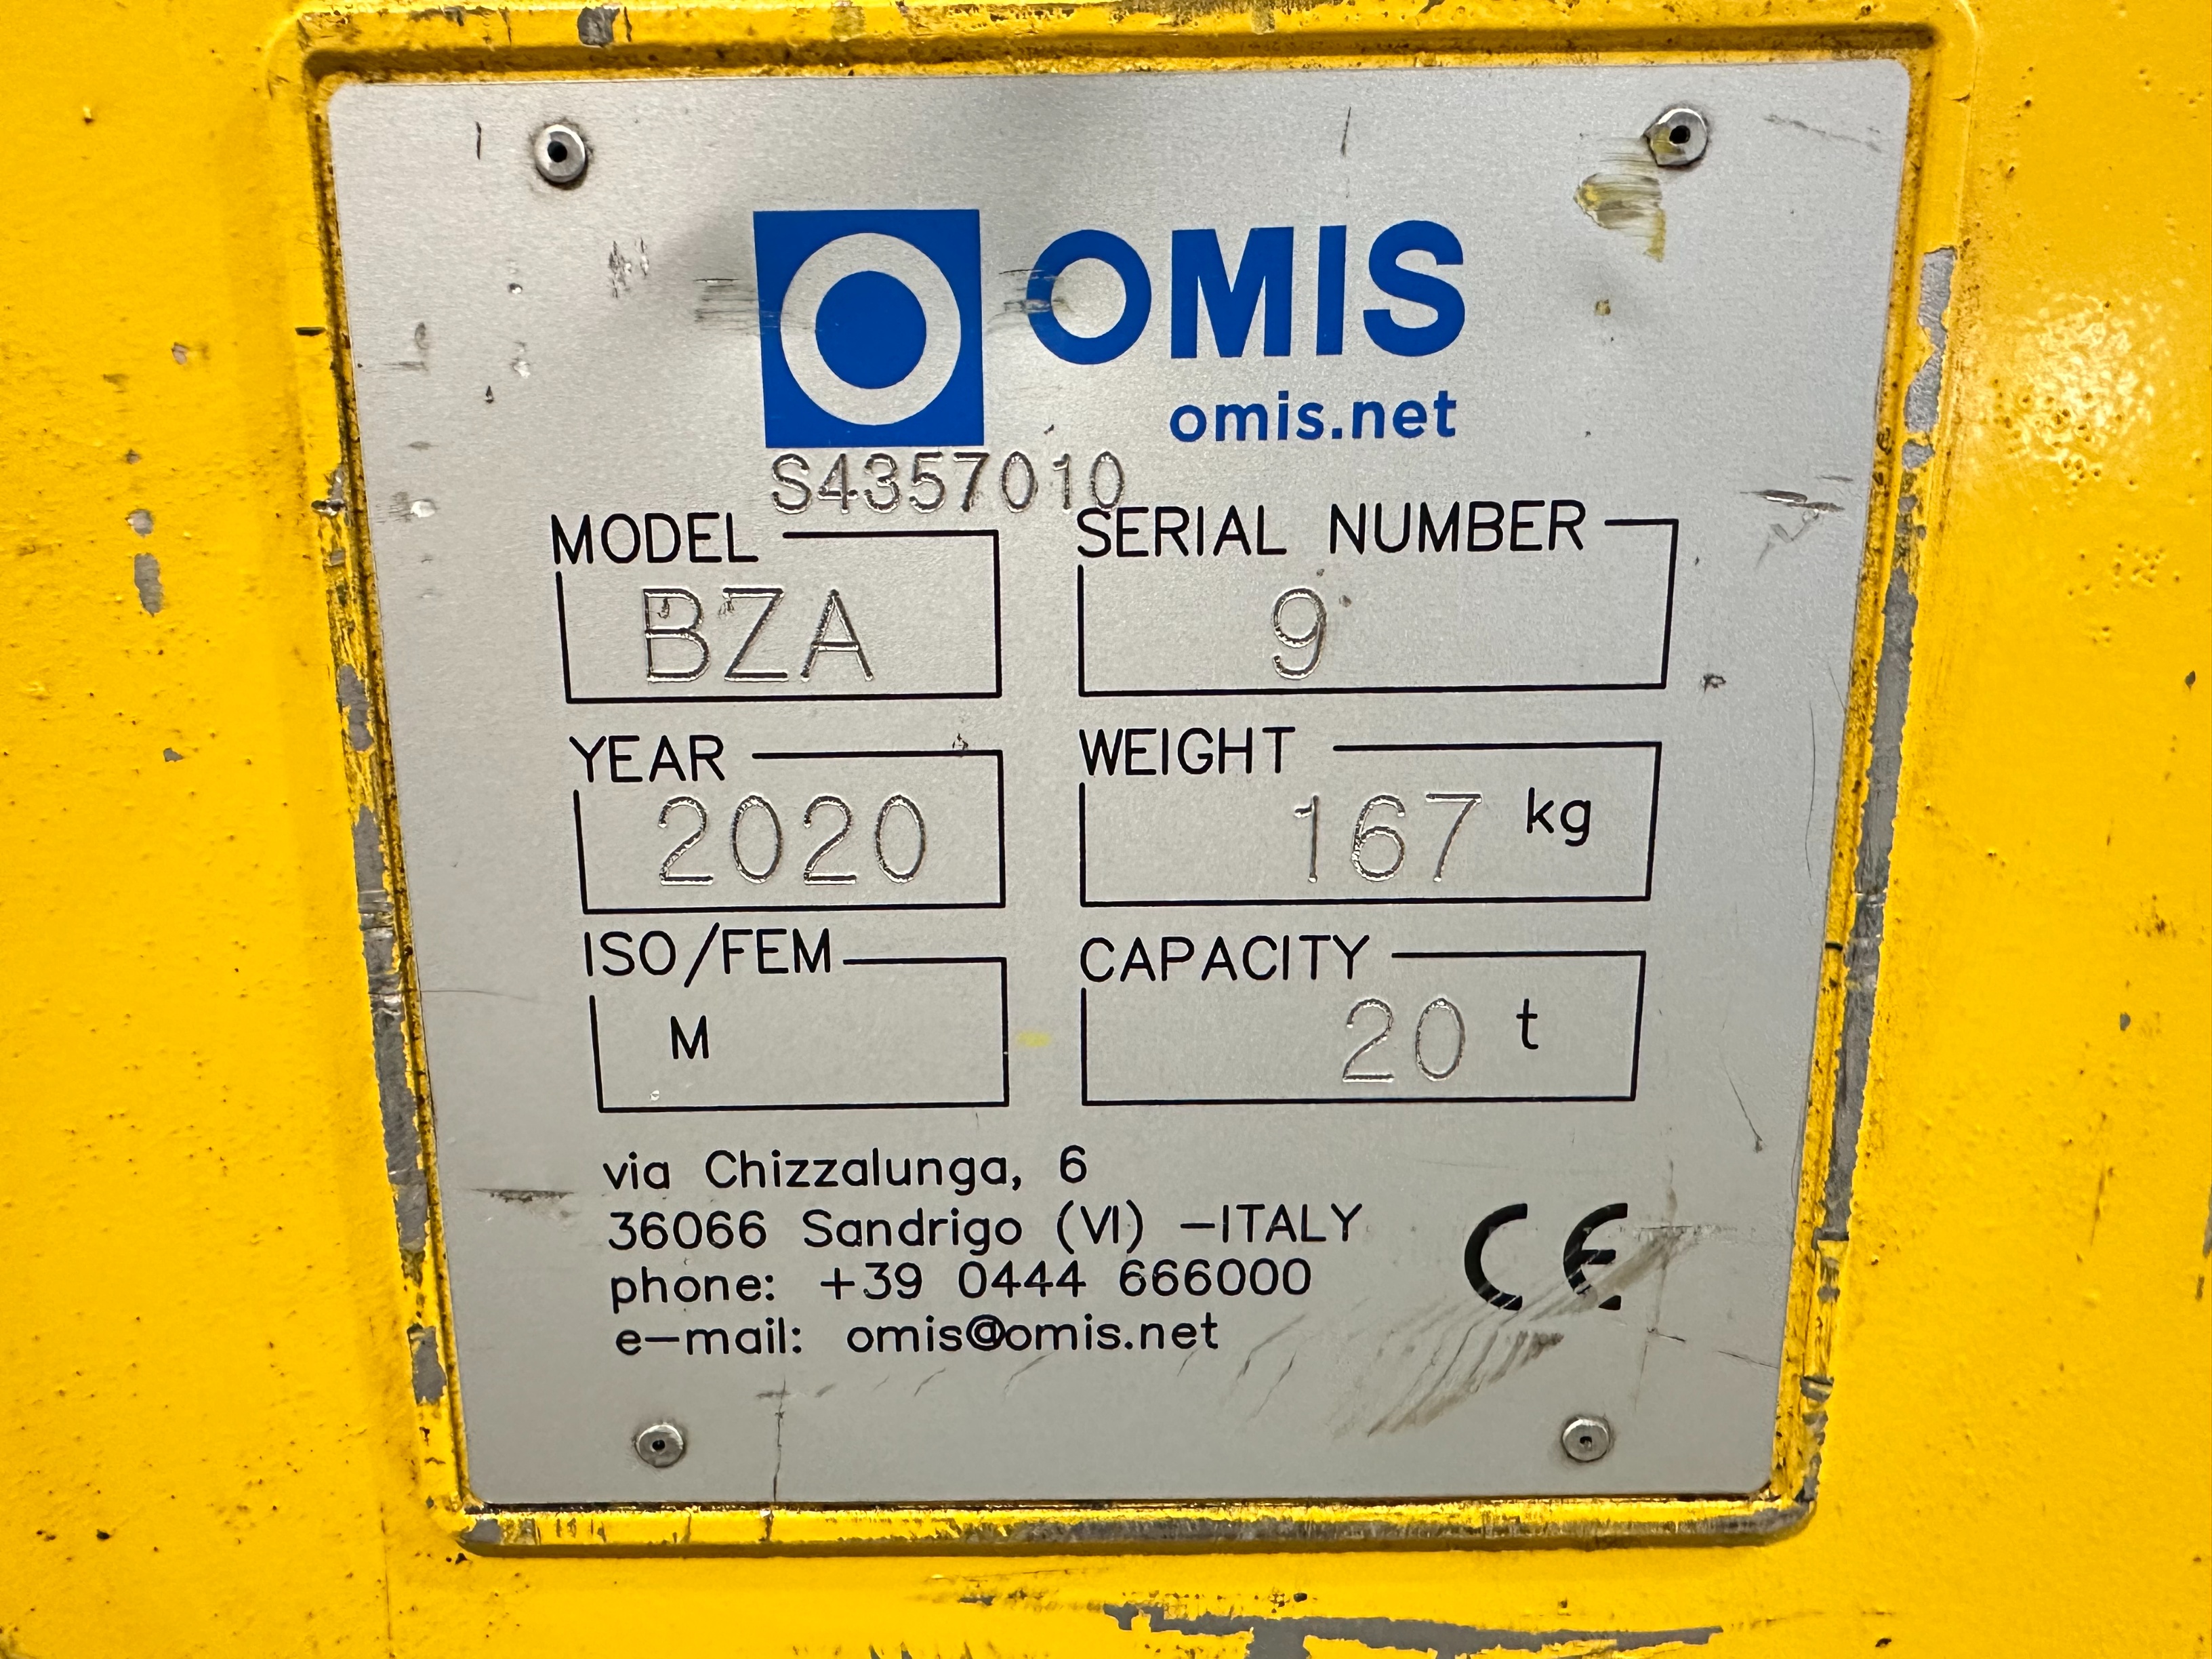 OMIS
omis.net
S4357010
MODEL SERIAL NUMBER
BZA 9
YEAR WEIGHT
2020 167 kg
ISO/FEM CAPACITY
M 20 t
via Chizzalunga, 6
36066 Sandrigo (VI) -ITALY
phone: +39 0444 666000
e-mail: omis@omis.net
CE